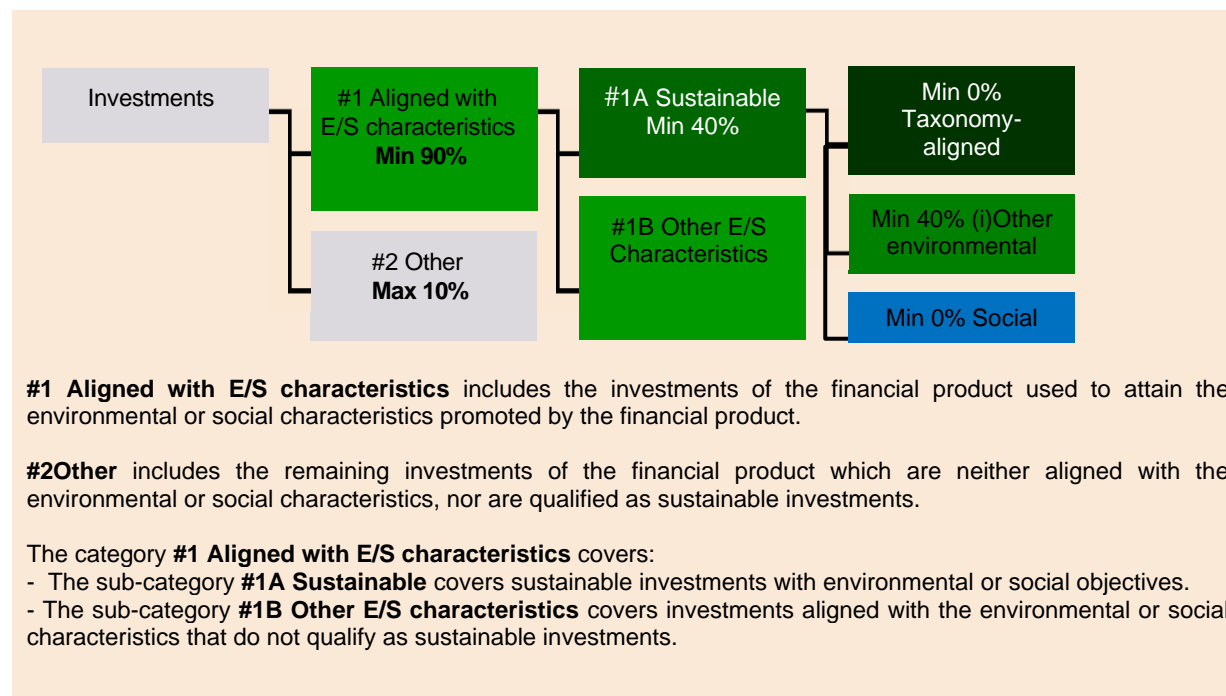 Investments
#1 Aligned with
E/S characteristics
Min 90%
#2 Other
Max 10%
#1A Sustainable
Min 40%
#1B Other E/S
Characteristics
Min 0%
Taxonomy-
aligned
Min 40% (i)Other
environmental
Min 0% Social
#1 Aligned with E/S characteristics includes the investments of the financial product used to attain the
environmental or social characteristics promoted by the financial product.
#2Other includes the remaining investments of the financial product which are neither aligned with the
environmental or social characteristics, nor are qualified as sustainable investments.
The category #1 Aligned with E/S characteristics covers:
- The sub-category #1A Sustainable covers sustainable investments with environmental or social objectives.
- The sub-category #1B Other E/S characteristics covers investments aligned with the environmental or social
characteristics that do not qualify as sustainable investments.